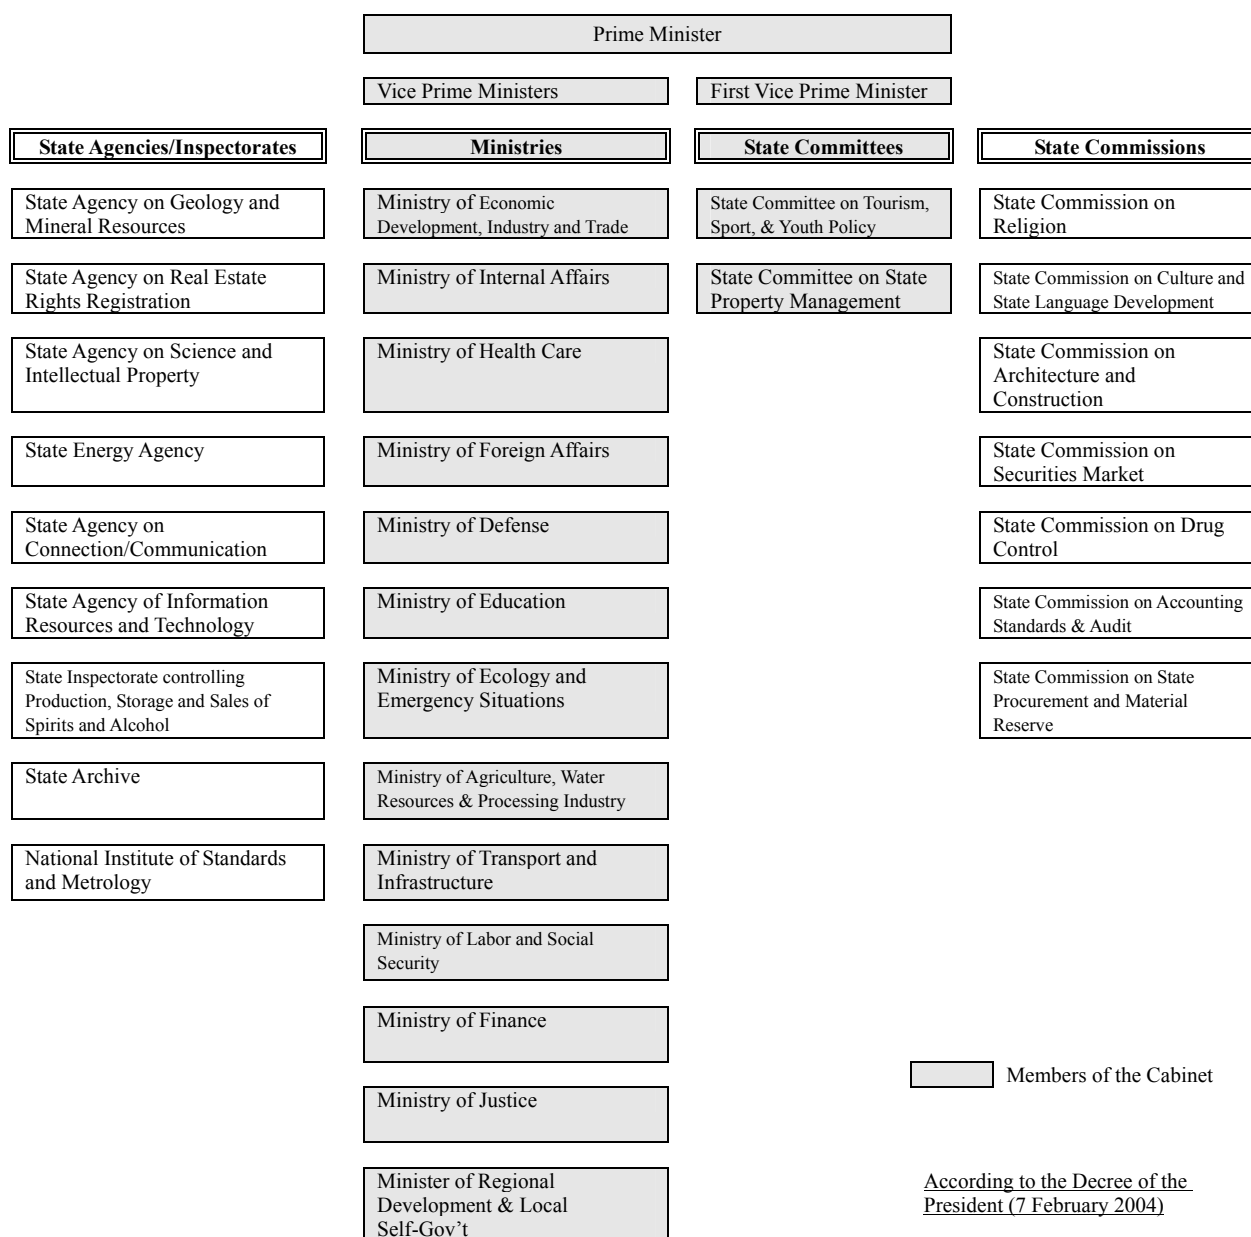 Prime Minister
Vice Prime Ministers
First Vice Prime Minister
State Agencies/Inspectorates
State Agency on Geology and
Mineral Resources
State Agency on Real Estate
Rights Registration
State Agency on Science and
Intellectual Property
State Energy Agency
State Agency on
Connection/Communication
State Agency of Information
Resources and Technology
State Inspectorate controlling
Production, Storage and Sales of
Spirits and Alcohol
State Archive
National Institute of Standards
and Metrology
Ministries
Ministry of Economic
Development, Industry and Trade
Ministry of Internal Affairs
Ministry of Health Care
Ministry of Foreign Affairs
Ministry of Defense
Ministry of Education
Ministry of Ecology and
Emergency Situations
Ministry of Agriculture, Water
Resources & Processing Industry
Ministry of Transport and
Infrastructure
Ministry of Labor and Social
Security
Ministry of Finance
Ministry of Justice
Minister of Regional
Development & Local
Self-Gov't
State Committees
State Committee on Tourism,
Sport, & Youth Policy
State Committee on State
Property Management
State Commissions
State Commission on
Religion
State Commission on Culture and
State Language Development
State Commission on
Architecture and
Construction
State Commission on
Securities Market
State Commission on Drug
Control
State Commission on Accounting
Standards & Audit
State Commission on State
Procurement and Material
Reserve
Members of the Cabinet
According to the Decree of the
President (7 February 2004)